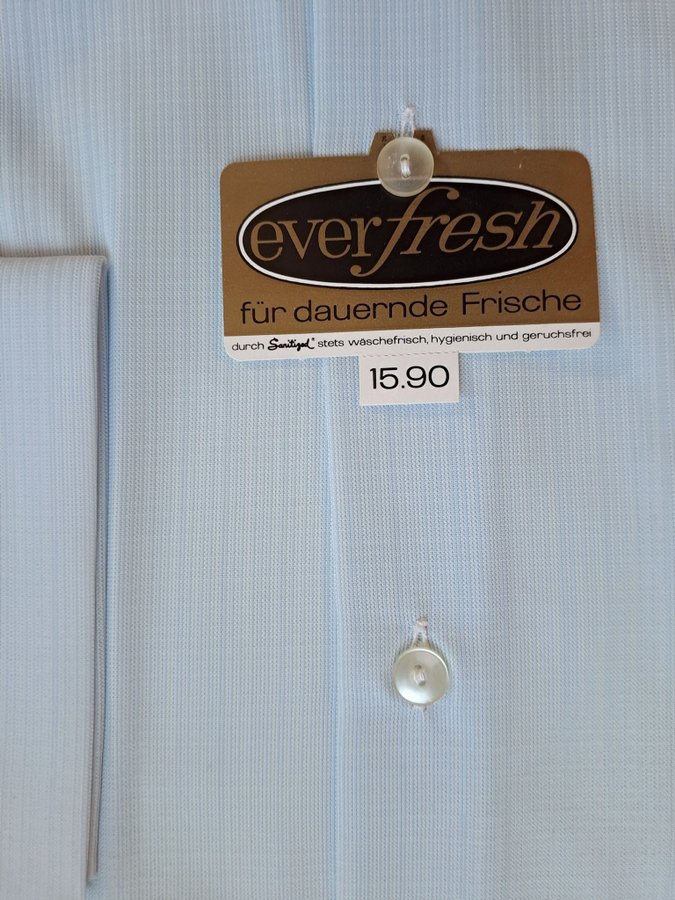 everfresh
für dauernde Frische
durch Sanitized® stets wäschefrisch, hygienisch und geruchsfrei
15.90